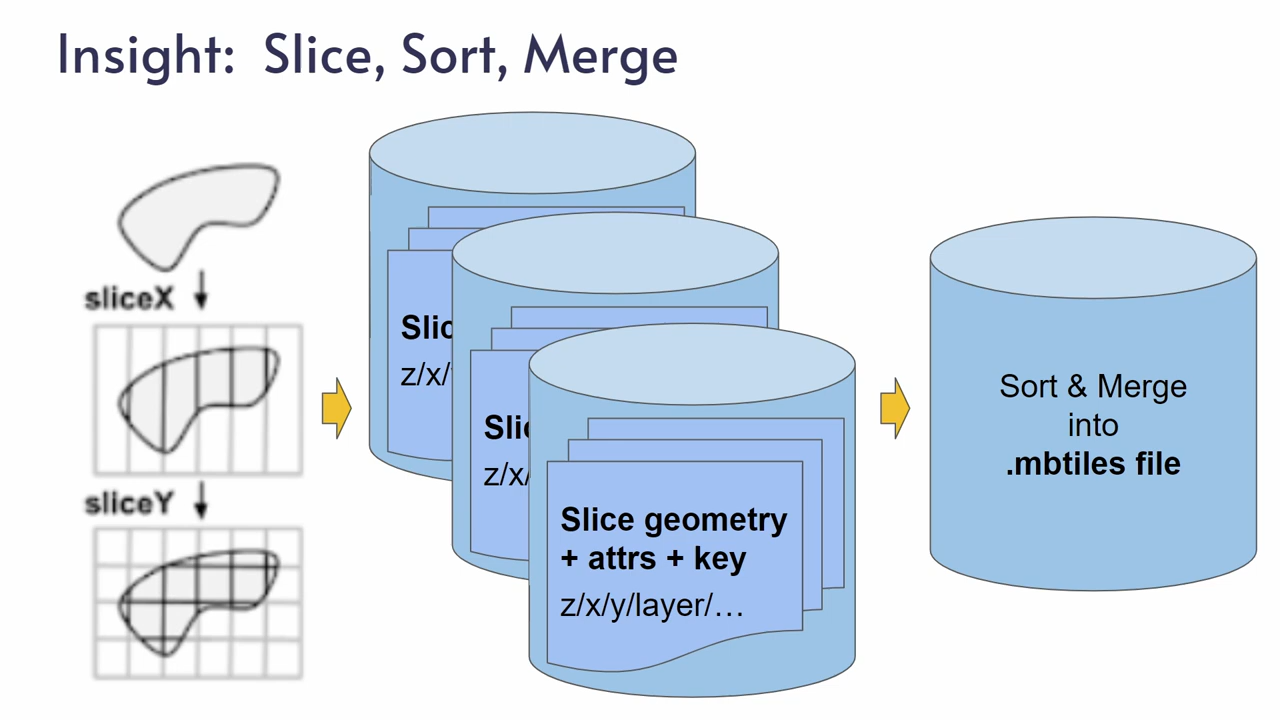 Insight: Slice, Sort, Merge
sliceX
sliceY
Slic
z/x/
Slic
z/x/
Slice geometry
+ attrs + key
z/x/y/layer/…
Sort & Merge
into
.mbtiles file